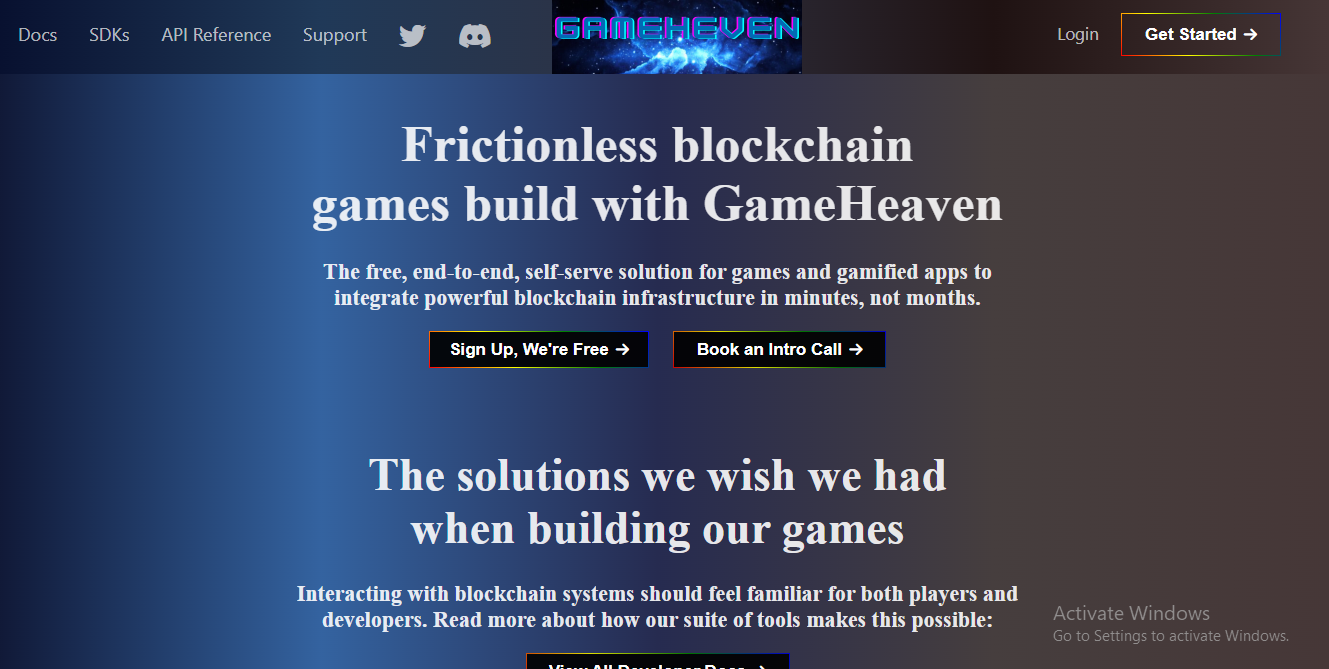 Docs SDKs API Reference Support GAMEHEVEN Login Get Started →
Frictionless blockchain
games build with GameHeaven
The free, end-to-end, self-serve solution for games and gamified apps to
integrate powerful blockchain infrastructure in minutes, not months.
Sign Up, We're Free → Book an Intro Call →
The solutions we wish we had
when building our games
Interacting with blockchain systems should feel familiar for both players and
developers. Read more about how our suite of tools makes this possible:
Activate Windows
Go to Settings to activate Windows.
View All Developer Docs →